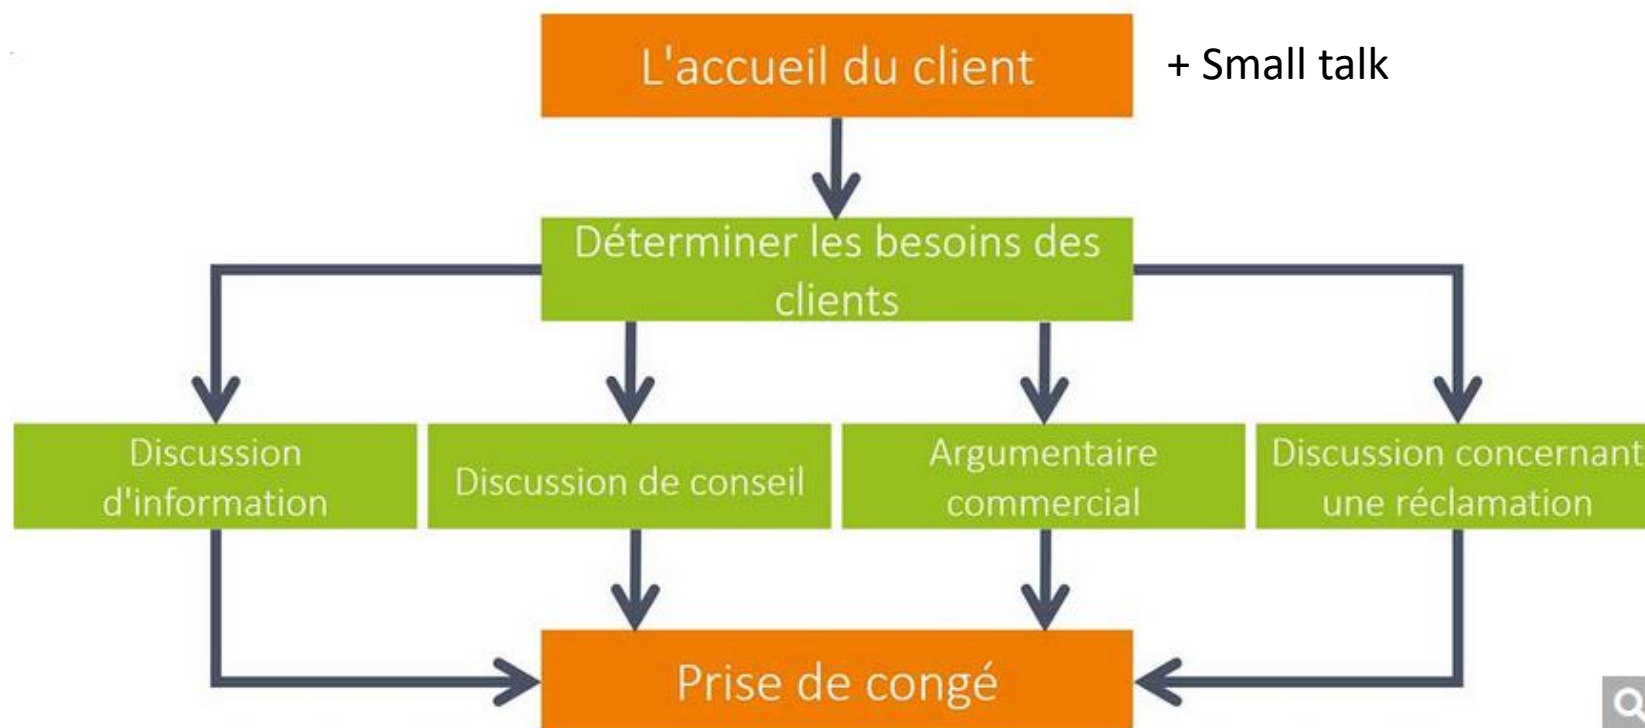 L'accueil du client
+ Small talk
Déterminer les besoins des
clients
Discussion
d'information
Discussion de conseil
Argumentaire
commercial
Discussion concernant
une réclamation
Prise de congé